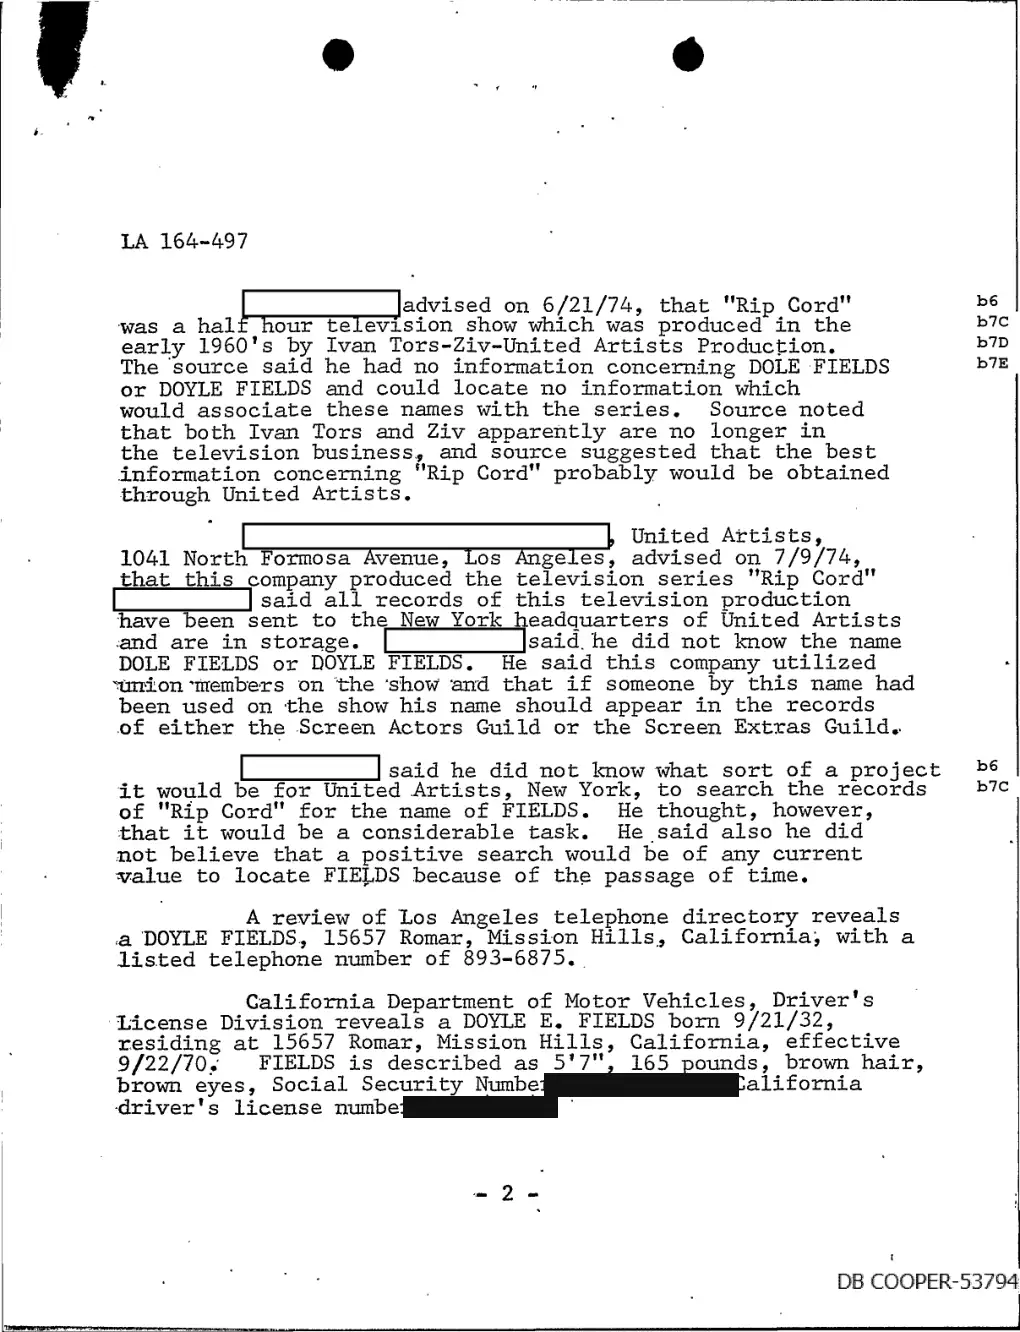 LA 164-497
advised on 6/21/74, that "Rip Cord" b6
was a half hour television show which was produced in the b7C
early 1960's by Ivan Tors-Ziv-United Artists Production. b7D
The source said he had no information concerning DOLE FIELDS b7E
or DOYLE FIELDS and could locate no information which
would associate these names with the series. Source noted
that both Ivan Tors and Ziv apparently are no longer in
the television business, and source suggested that the best
information concerning "Rip Cord" probably would be obtained
through United Artists.
, United Artists,
1041 North Formosa Avenue, Los Angeles, advised on 7/9/74,
that this company produced the television series "Rip Cord"
said all records of this television production
have been sent to the New York headquarters of United Artists
and are in storage. said he did not know the name
DOLE FIELDS or DOYLE FIELDS. He said this company utilized
union members on the show and that if someone by this name had
been used on the show his name should appear in the records
of either the Screen Actors Guild or the Screen Extras Guild.
said he did not know what sort of a project b6
it would be for United Artists, New York, to search the records b7C
of "Rip Cord" for the name of FIELDS. He thought, however,
that it would be a considerable task. He said also he did
not believe that a positive search would be of any current
value to locate FIELDS because of the passage of time.
A review of Los Angeles telephone directory reveals
a DOYLE FIELDS, 15657 Romar, Mission Hills, California, with a
listed telephone number of 893-6875.
California Department of Motor Vehicles, Driver's
License Division reveals a DOYLE E. FIELDS born 9/21/32,
residing at 15657 Romar, Mission Hills, California, effective
9/22/70. FIELDS is described as 5'7", 165 pounds, brown hair,
brown eyes, Social Security Number California
driver's license number
- 2 -
DB COOPER-53794